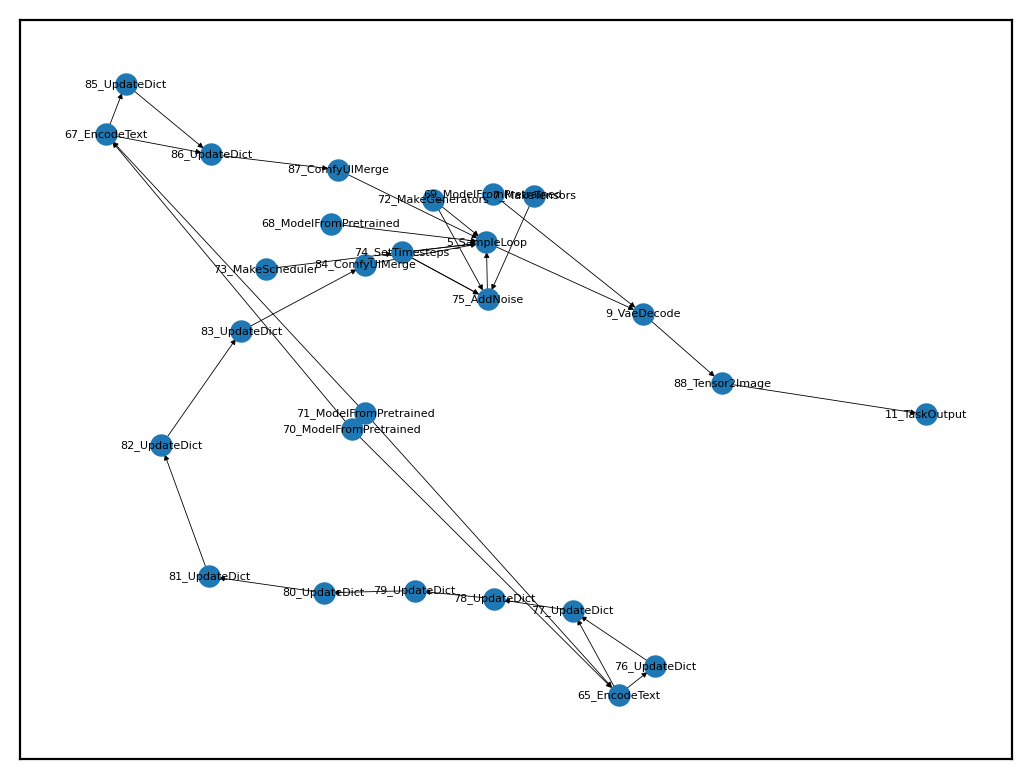 85_UpdateDict
67_EncodeText
86_UpdateDict
87_ComfyUIMerge
69_ModelFromPretrained
72_MakeGenerators
68_ModelFromPretrained
5_SampleLoop
74_SetTimesteps
84_ComfyUIMerge
73_MakeScheduler
75_AddNoise
9_VaeDecode
83_UpdateDict
88_Tensor2Image
71_ModelFromPretrained
11_TaskOutput
70_ModelFromPretrained
82_UpdateDict
81_UpdateDict
80_UpdateDict
79_UpdateDict
78_UpdateDict
77_UpdateDict
76_UpdateDict
65_EncodeText